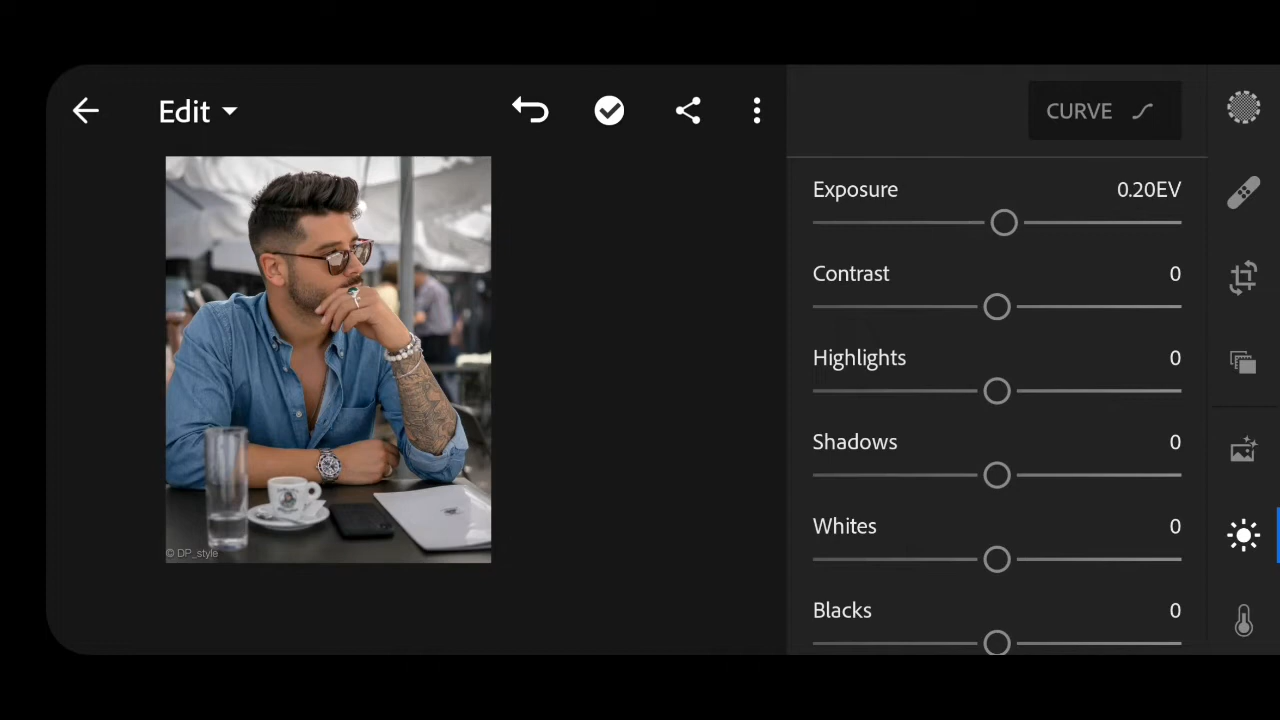 Edit
CURVE
Exposure 0.20EV
Contrast 0
Highlights 0
Shadows 0
Whites 0
Blacks 0
© DP_style